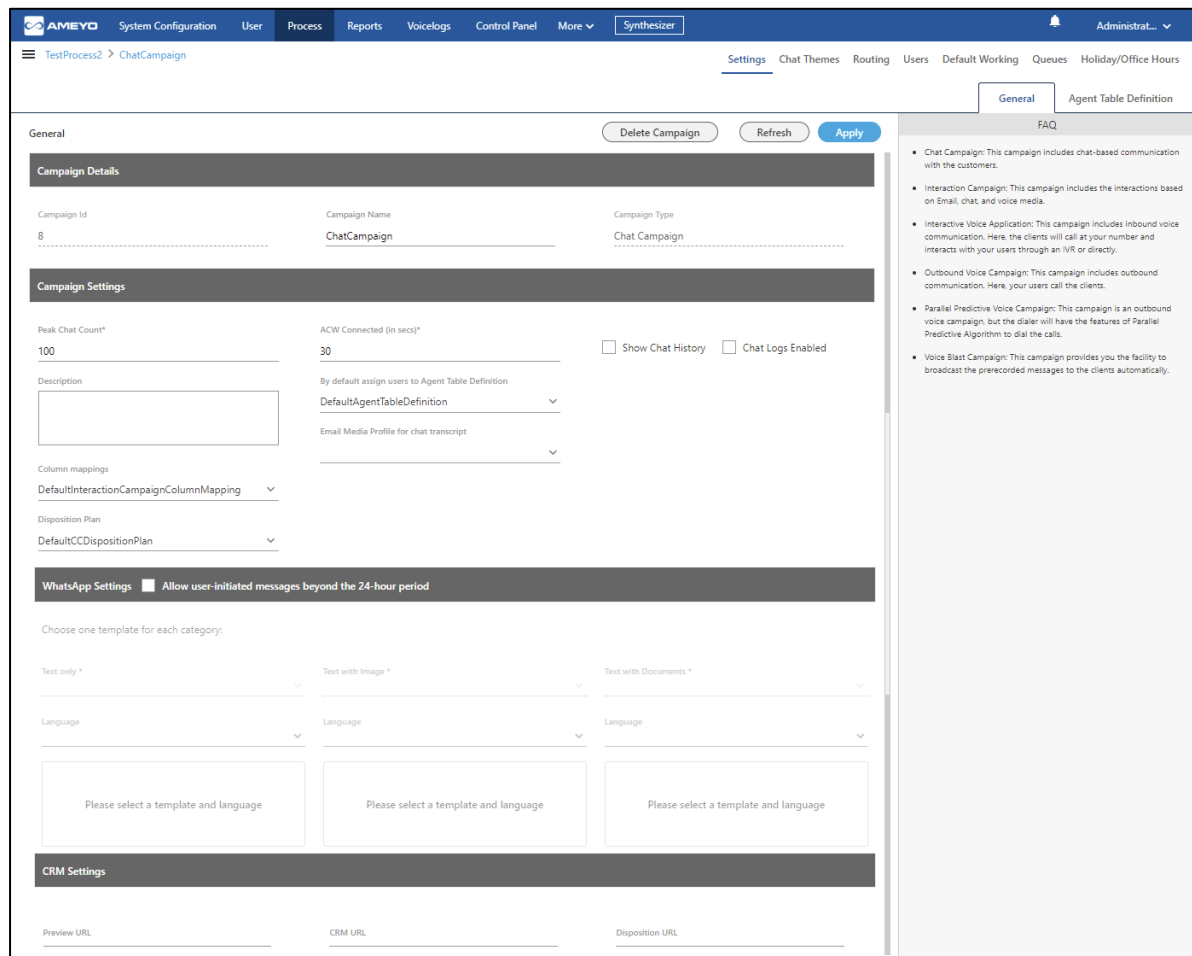 AMEYO System Configuration User Process Reports Voicelogs Control Panel More Synthesizer Administrat...
TestProcess2 > ChatCampaign
Settings Chat Themes Routing Users Default Working Queues Holiday/Office Hours
General Agent Table Definition
General Delete Campaign Refresh Apply
Campaign Details
Campaign Id Campaign Name Campaign Type
8 ChatCampaign Chat Campaign
Campaign Settings
Peak Chat Count* ACW Connected (in secs)*
100 30 Show Chat History Chat Logs Enabled
Description By default assign users to Agent Table Definition
DefaultAgentTableDefinition
Email Media Profile for chat transcript
Column mappings
DefaultInteractionCampaignColumnMapping
Disposition Plan
DefaultCCDispositionPlan
WhatsApp Settings Allow user-initiated messages beyond the 24-hour period
Choose one template for each category:
Text only * Text with Image * Text with Documents *
Language Language Language
Please select a template and language Please select a template and language Please select a template and language
CRM Settings
Preview URL CRM URL Disposition URL
FAQ
• Chat Campaign: This campaign includes chat-based communication
with the customers.
• Interaction Campaign: This campaign includes the interactions based
on Email, chat, and voice media.
• Interactive Voice Application: This campaign includes inbound voice
communication. Here, the clients will call at your number and
interacts with your users through an IVR or directly.
• Outbound Voice Campaign: This campaign includes outbound
communication. Here, your users call the clients.
• Parallel Predictive Voice Campaign: This campaign is an outbound
voice campaign, but the dialer will have the features of Parallel
Predictive Algorithm to dial the calls.
• Voice Blast Campaign: This campaign provides you the facility to
broadcast the prerecorded messages to the clients automatically.